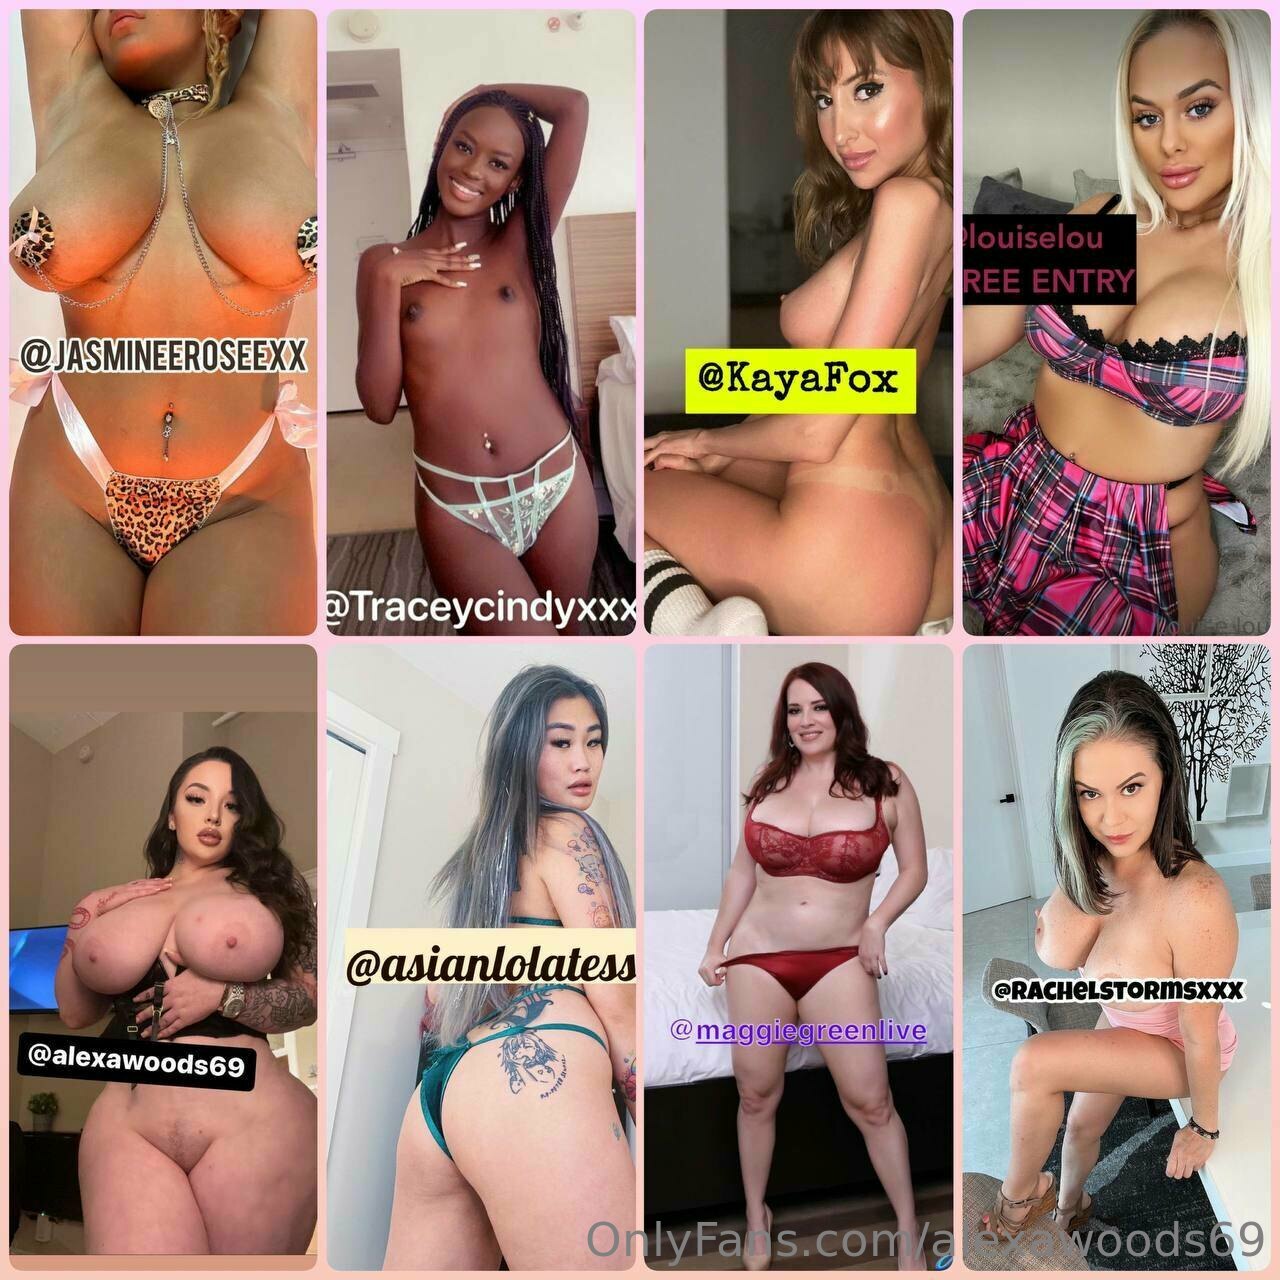 @JASMINEEROSEEXX
@Traceycindyxxx
@KayaFox
louiselou
REE ENTRY
@alexawoods69
@asianlolatess
@maggiegreenlive
@RACHELSTORMSXXX
OnlyFans.com/alexawoods69